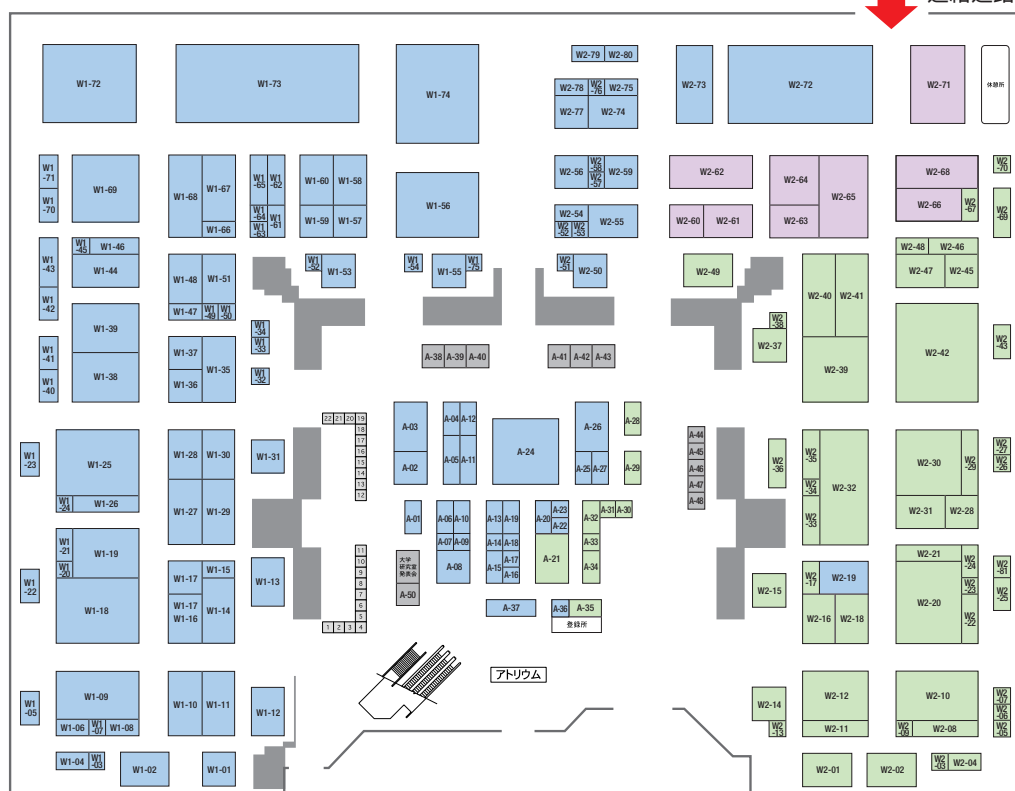 連絡通路
W1-72
W1-73
W1-74
W2-79
W2-80
W2-78
W2-76
W2-75
W2-77
W2-74
W2-73
W2-72
W2-71
休憩所
W1-71
W1-70
W1-69
W1-68
W1-67
W1-66
W1-65
W1-62
W1-64
W1-63
W1-61
W1-60
W1-58
W1-59
W1-57
W1-56
W2-56
W2-58
W2-57
W2-59
W2-54
W2-52
W2-53
W2-55
W2-62
W2-60
W2-61
W2-64
W2-63
W2-65
W2-68
W2-66
W2-67
W2-70
W2-69
W1-43
W1-42
W1-45
W1-46
W1-44
W1-48
W1-51
W1-47
W1-49
W1-50
W1-52
W1-53
W1-54
W1-55
W1-75
W2-51
W2-50
W2-49
W2-40
W2-41
W2-39
W2-48
W2-46
W2-47
W2-45
W1-41
W1-40
W1-39
W1-38
W1-37
W1-36
W1-35
W1-34
W1-33
W1-32
A-38
A-39
A-40
A-41
A-42
A-43
W2-38
W2-37
W2-42
W2-43
22
21
20
19
18
17
16
15
14
13
12
A-03
A-02
A-04
A-12
A-05
A-11
A-24
A-26
A-25
A-27
A-28
A-29
A-44
A-45
A-46
A-47
A-48
W1-23
W1-25
W1-24
W1-26
W1-28
W1-30
W1-27
W1-29
W1-31
W2-36
W2-35
W2-34
W2-33
W2-32
W2-30
W2-29
W2-31
W2-28
W2-27
W2-26
A-01
A-06
A-10
A-07
A-09
A-08
A-13
A-19
A-14
A-18
A-15
A-17
A-16
A-20
A-23
A-22
A-21
A-32
A-31
A-30
A-33
A-34
W1-22
W1-21
W1-20
W1-19
W1-18
W1-17
W1-15
W1-17
W1-16
W1-14
W1-13
11
10
9
8
7
6
5
1
2
3
4
大学
研究室
発表会
A-50
A-37
A-36
A-35
登録所
W2-15
W2-17
W2-19
W2-16
W2-18
W2-21
W2-24
W2-23
W2-20
W2-22
W2-81
W2-25
アトリウム
W1-05
W1-09
W1-06
W1-07
W1-08
W1-10
W1-11
W1-12
W2-14
W2-13
W2-12
W2-11
W2-10
W2-09
W2-08
W2-07
W2-06
W2-05
W1-04
W1-03
W1-02
W1-01
W2-01
W2-02
W2-03
W2-04